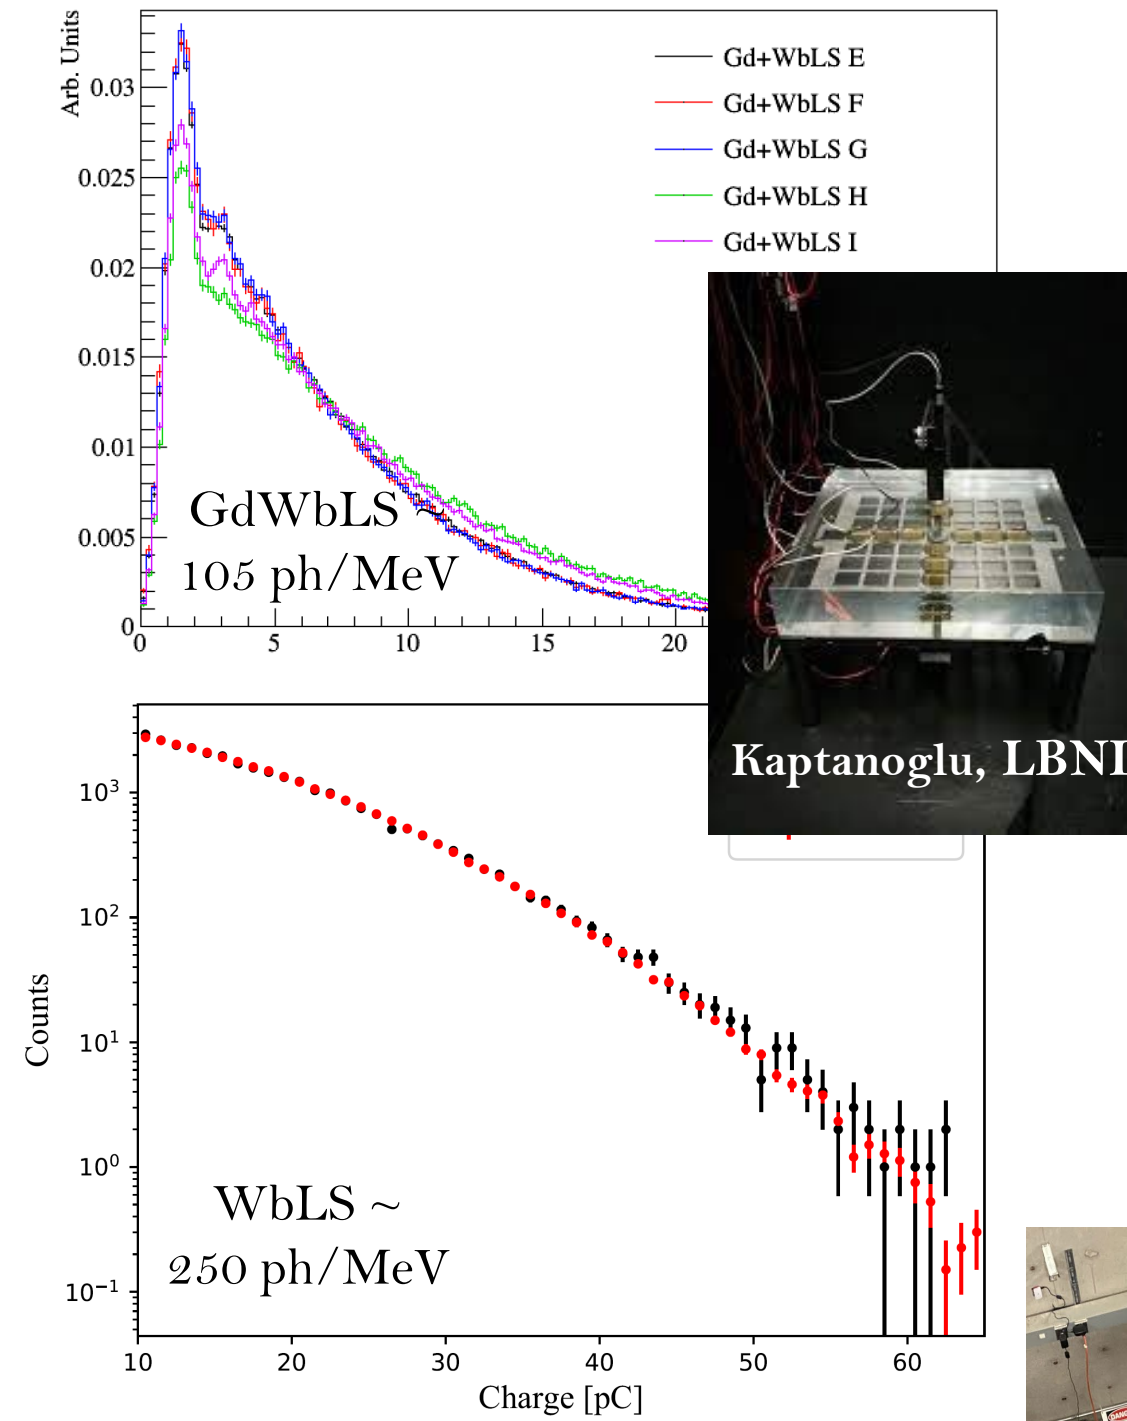 Arb. Units
0.03
0.025
0.02
0.015
0.01
0.005
0
0 5 10 15 20
Gd+WbLS E
Gd+WbLS F
Gd+WbLS G
Gd+WbLS H
Gd+WbLS I
GdWbLS ~
105 ph/MeV
Kaptanoglu, LBNL
Counts
10³
10²
10¹
10⁰
10⁻¹
WbLS ~
250 ph/MeV
10 20 30 40 50 60
Charge [pC]